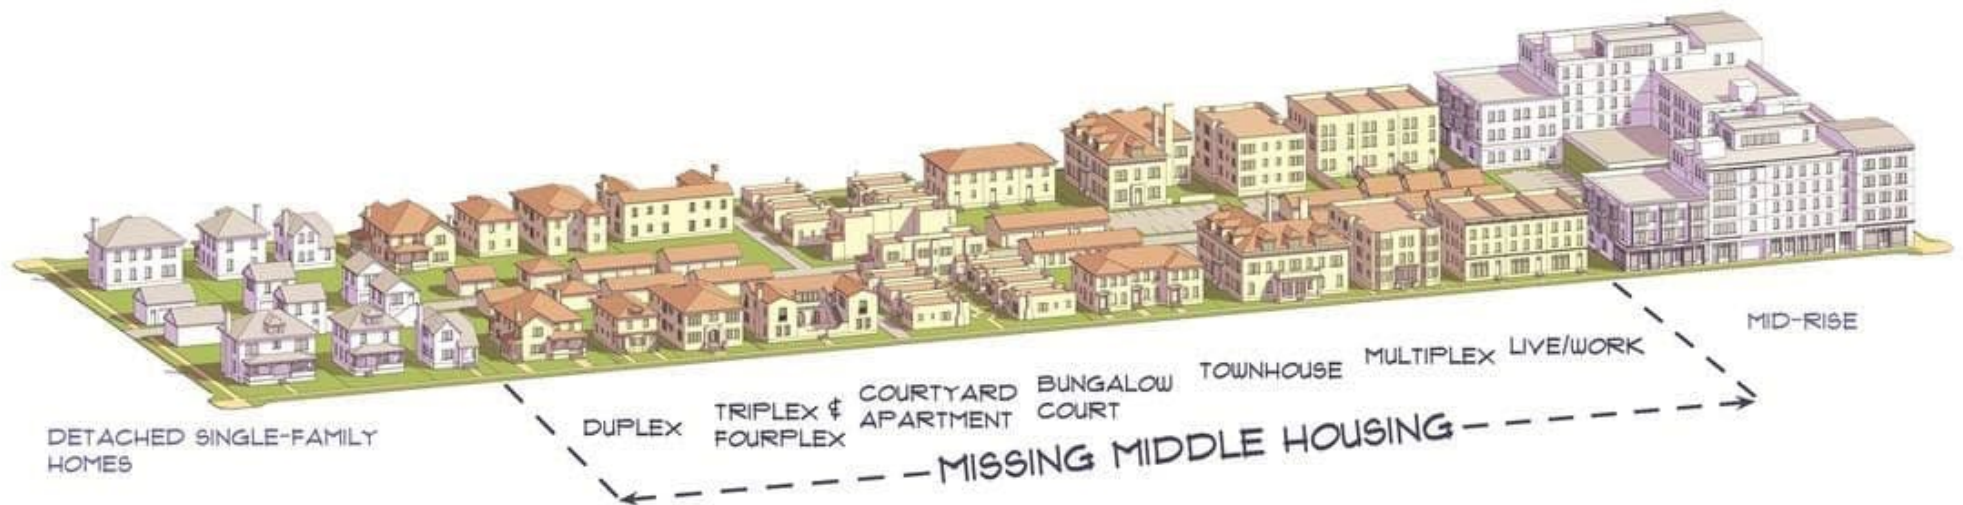 DETACHED SINGLE-FAMILY
HOMES
DUPLEX
TRIPLEX &
FOURPLEX
COURTYARD
APARTMENT
BUNGALOW
COURT
TOWNHOUSE
MULTIPLEX
LIVE/WORK
MID-RISE
MISSING MIDDLE HOUSING